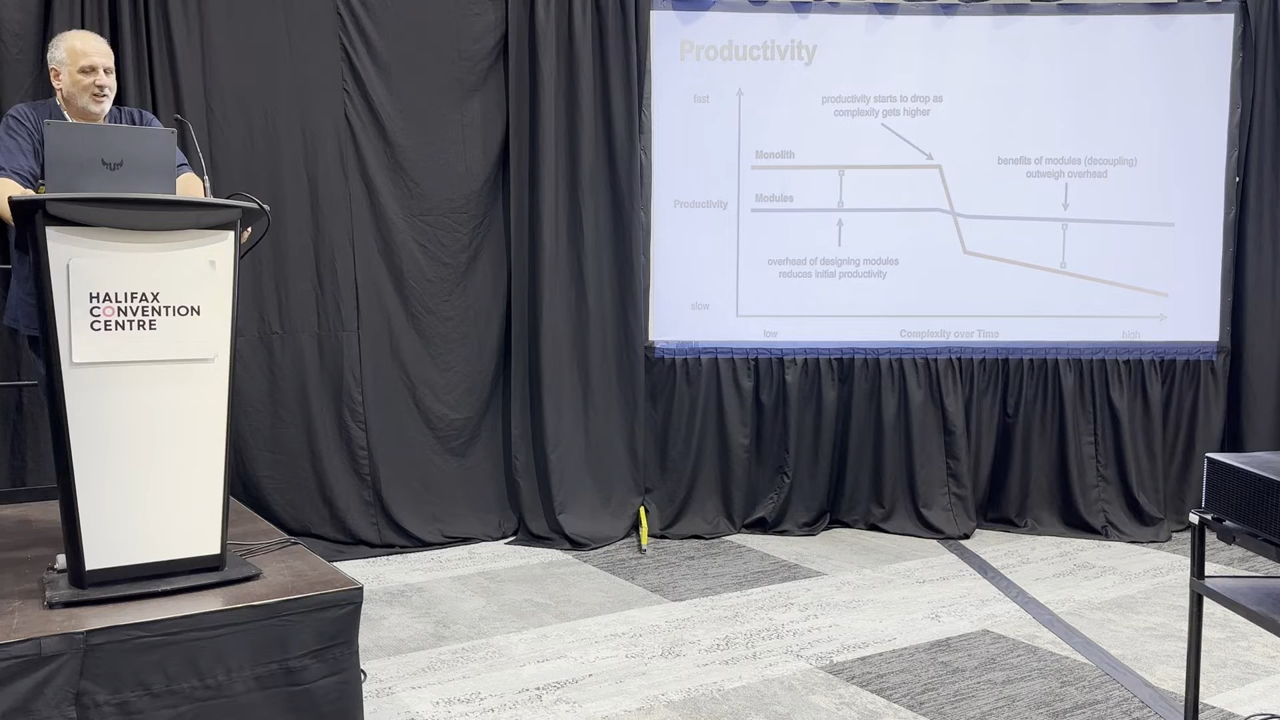 Productivity
fast
productivity starts to drop as
complexity gets higher
Monolith
benefits of modules (decoupling)
outweigh overhead
Productivity
Modules
overhead of designing modules
reduces initial productivity
slow
low
Complexity over Time
high
HALIFAX
CONVENTION
CENTRE